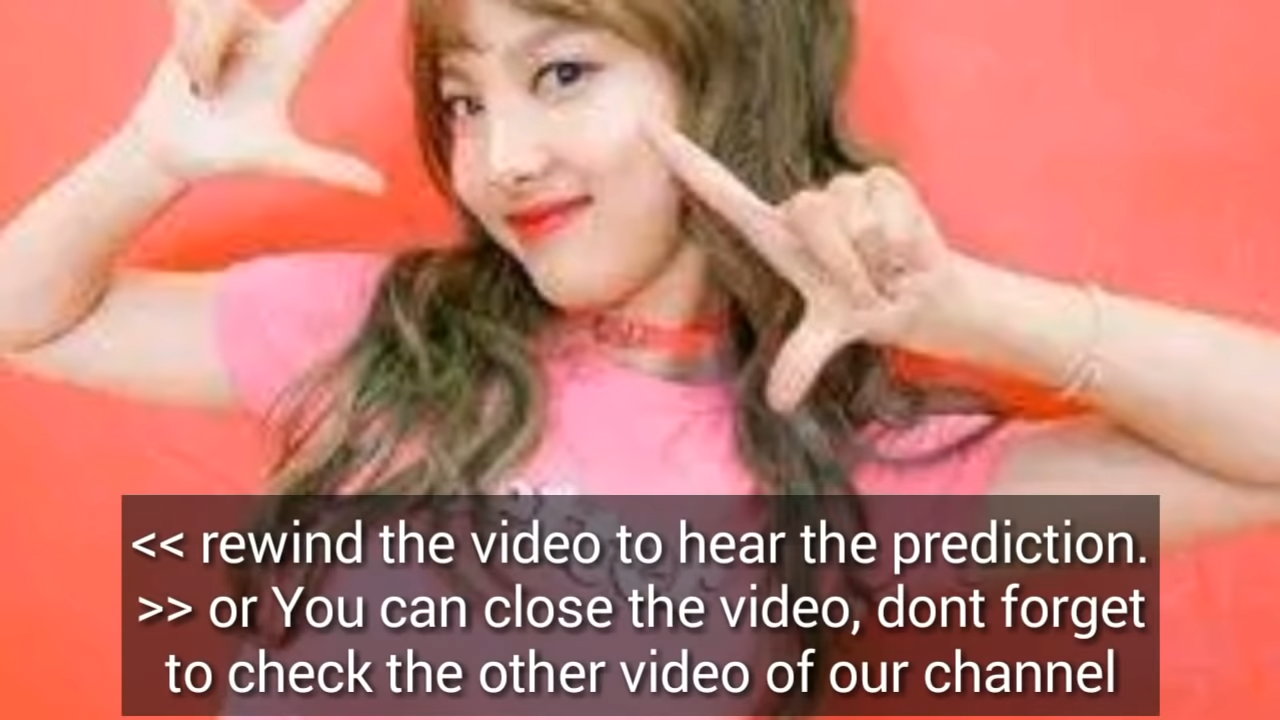 << rewind the video to hear the prediction.
>> or You can close the video, dont forget
to check the other video of our channel